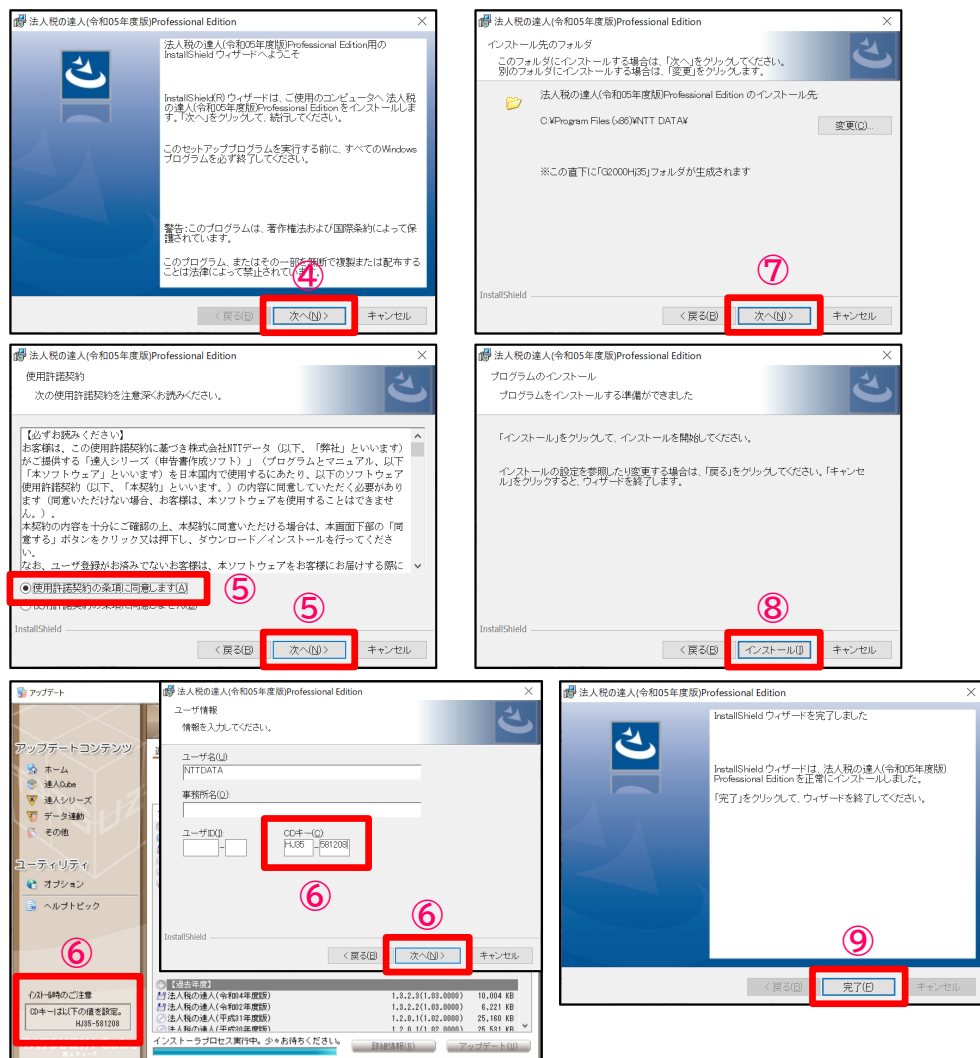 法人税の達人(令和05年度版)Professional Edition
法人税の達人(令和05年度版)Professional Edition用の
InstallShield ウィザードへようこそ
InstallShield(R) ウィザードは、ご使用のコンピュータへ 法人税
の達人(令和05年度版)Professional Edition をインストールしま
す。「次へ」をクリックして、続行してください。
このセットアッププログラムを実行する前に、すべてのWindows
プログラムを必ず終了してください。
警告:このプログラムは、著作権法および国際条約によって保
護されています。
このプログラム、またはその一部を無断で複製または配布する
ことは法律によって禁止されています。
④
< 戻る(B) 次へ(N) > キャンセル
法人税の達人(令和05年度版)Professional Edition
使用許諾契約
次の使用許諾契約を注意深くお読みください。
【必ずお読みください】
お客様は、この使用許諾契約に基づき株式会社NTTデータ（以下、「弊社」といいます）
がご提供する「達人シリーズ（申告書作成ソフト）」（プログラムとマニュアル、以下
「本ソフトウェア」といいます）を日本国内で使用するにあたり、以下のソフトウェア
使用許諾契約（以下、「本契約」といいます。）の内容に同意していただく必要があり
ます（同意いただけない場合、お客様は、本ソフトウェアを使用することはできませ
ん。）。
本契約の内容を十分にご確認の上、本契約に同意いただける場合は、本画面下部の「同
意する」ボタンをクリック又は押下し、ダウンロード／インストールを行ってくださ
い。
なお、ユーザ登録がお済みでないお客様は、本ソフトウェアをお客様にお届けする際に
使用許諾契約の条項に同意します(A)
⑤
使用許諾契約の条項に同意しません(D)
⑤
InstallShield
< 戻る(B) 次へ(N) > キャンセル
法人税の達人(令和05年度版)Professional Edition
インストール先のフォルダ
このフォルダにインストールする場合は、「次へ」をクリックしてください。
別のフォルダにインストールする場合は、「変更」をクリックします。
法人税の達人(令和05年度版)Professional Edition のインストール先:
C:¥Program Files (x86)¥NTT DATA¥
変更(C)...
※この直下に「G2000Hj35」フォルダが生成されます
⑦
InstallShield
< 戻る(B) 次へ(N) > キャンセル
法人税の達人(令和05年度版)Professional Edition
プログラムのインストール
プログラムをインストールする準備ができました
「インストール」をクリックして、インストールを開始してください。
インストールの設定を参照したり変更する場合は、「戻る」をクリックしてください。「キャンセ
ル」をクリックすると、ウィザードを終了します。
⑧
InstallShield
< 戻る(B) インストール(I) キャンセル
アップデート
アップデートコンテンツ
ホーム
達人Cube
達人シリーズ
データ連動
その他
ユーティリティ
オプション
ヘルプトピック
⑥
インストール時のご注意
CDキーは以下の値を設定。
HJ35-581208
法人税の達人(令和05年度版)Professional Edition
ユーザ情報
情報を入力してください。
ユーザ名(U)
NTTDATA
事務所名(O):
ユーザID(I): CDキー(C)
- HJ35 - 581208
⑥
⑥
InstallShield
< 戻る(B) 次へ(N) > キャンセル
【過去年度】
法人税の達人(令和04年度版) 1.3.2.3(1.03.0000) 10,004 KB
法人税の達人(令和02年度版) 1.3.2.2(1.03.0000) 6,221 KB
法人税の達人(平成31年度版) 1.2.0.1(1.02.0000) 25,160 KB
法人税の達人(平成30年度版) 1.2.0.1(1.02.0000) 25,531 KB
インストーラプロセス実行中。少々お待ちください。 詳細情報(R) アップデート(U)
法人税の達人(令和05年度版)Professional Edition
InstallShield ウィザードを完了しました
InstallShield ウィザードは、法人税の達人(令和05年度版)
Professional Edition を正常にインストールしました。
「完了」をクリックして、ウィザードを終了してください。
⑨
< 戻る(B) 完了(F) キャンセル